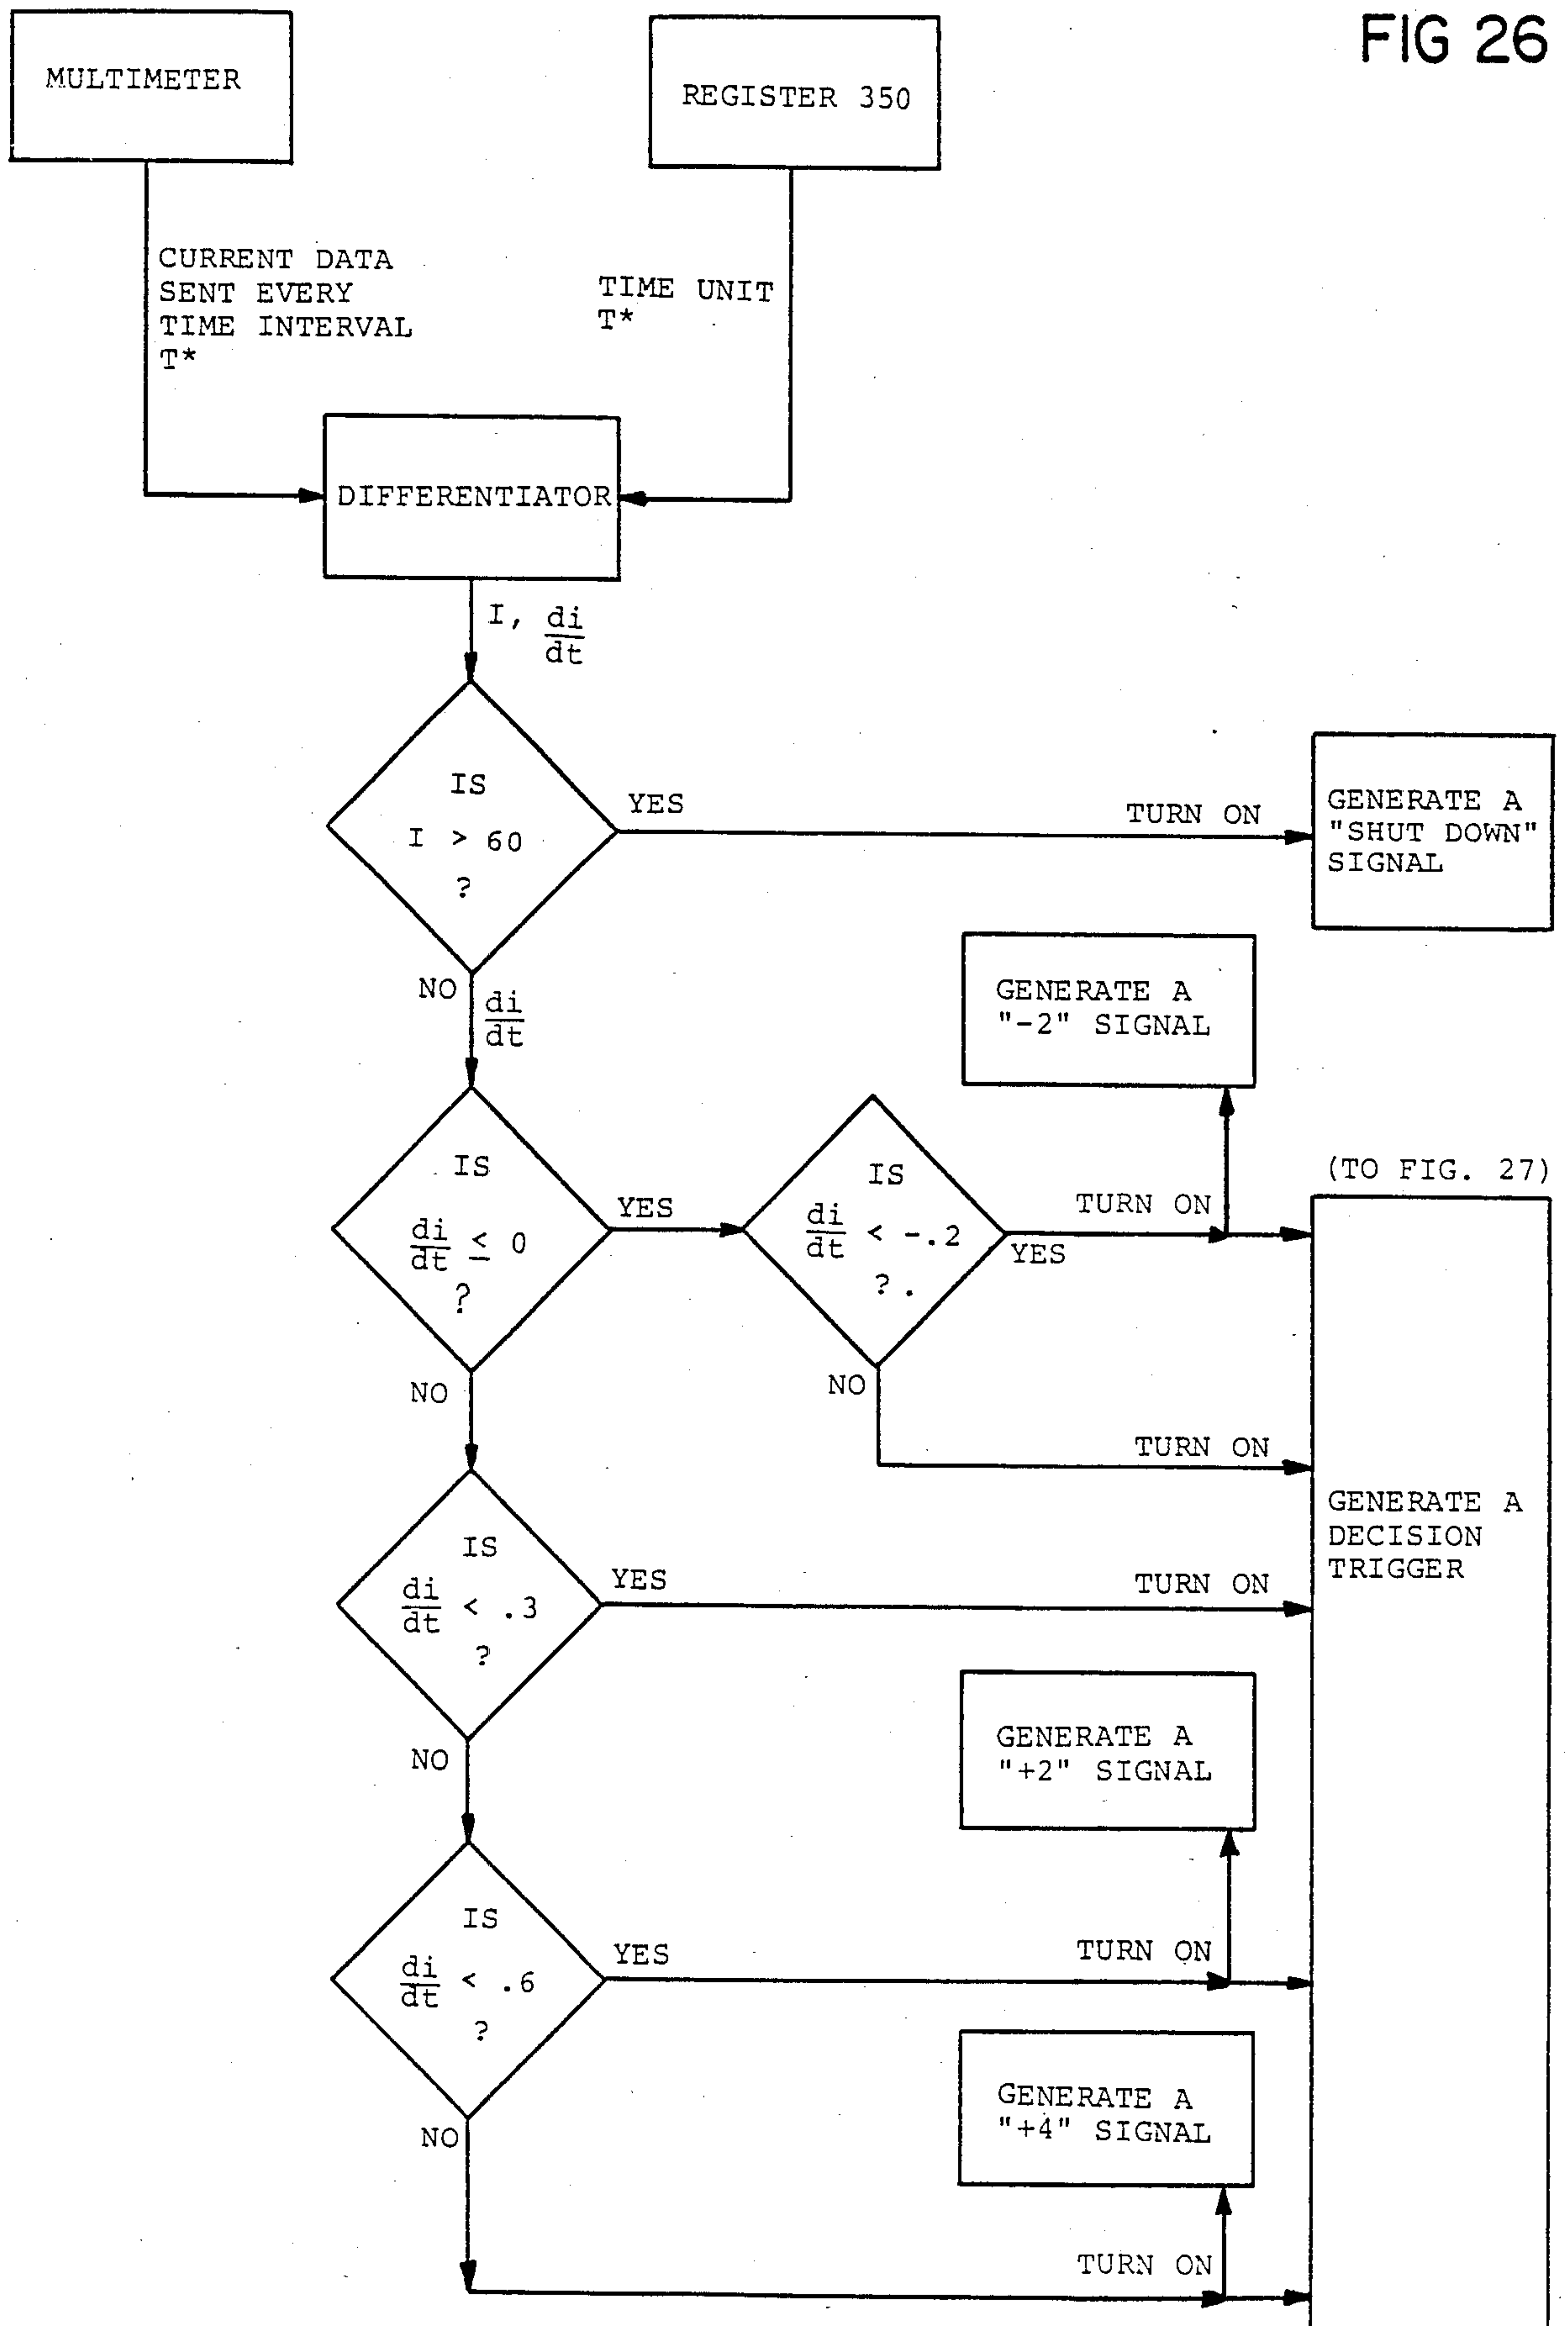 FIG 26
MULTIMETER
REGISTER 350
CURRENT DATA
SENT EVERY
TIME INTERVAL
T*
TIME UNIT
T*
DIFFERENTIATOR
I, di
dt
IS
I > 60
?
YES
TURN ON
GENERATE A
"SHUT DOWN"
SIGNAL
NO
di
dt
GENERATE A
"-2" SIGNAL
IS
di
dt ≤ 0
?
YES
IS
di
dt < -.2
?.
YES
TURN ON
NO
TURN ON
(TO FIG. 27)
GENERATE A
DECISION
TRIGGER
NO
IS
di
dt < .3
?
YES
TURN ON
NO
GENERATE A
"+2" SIGNAL
IS
di
dt < .6
?
YES
TURN ON
NO
GENERATE A
"+4" SIGNAL
TURN ON